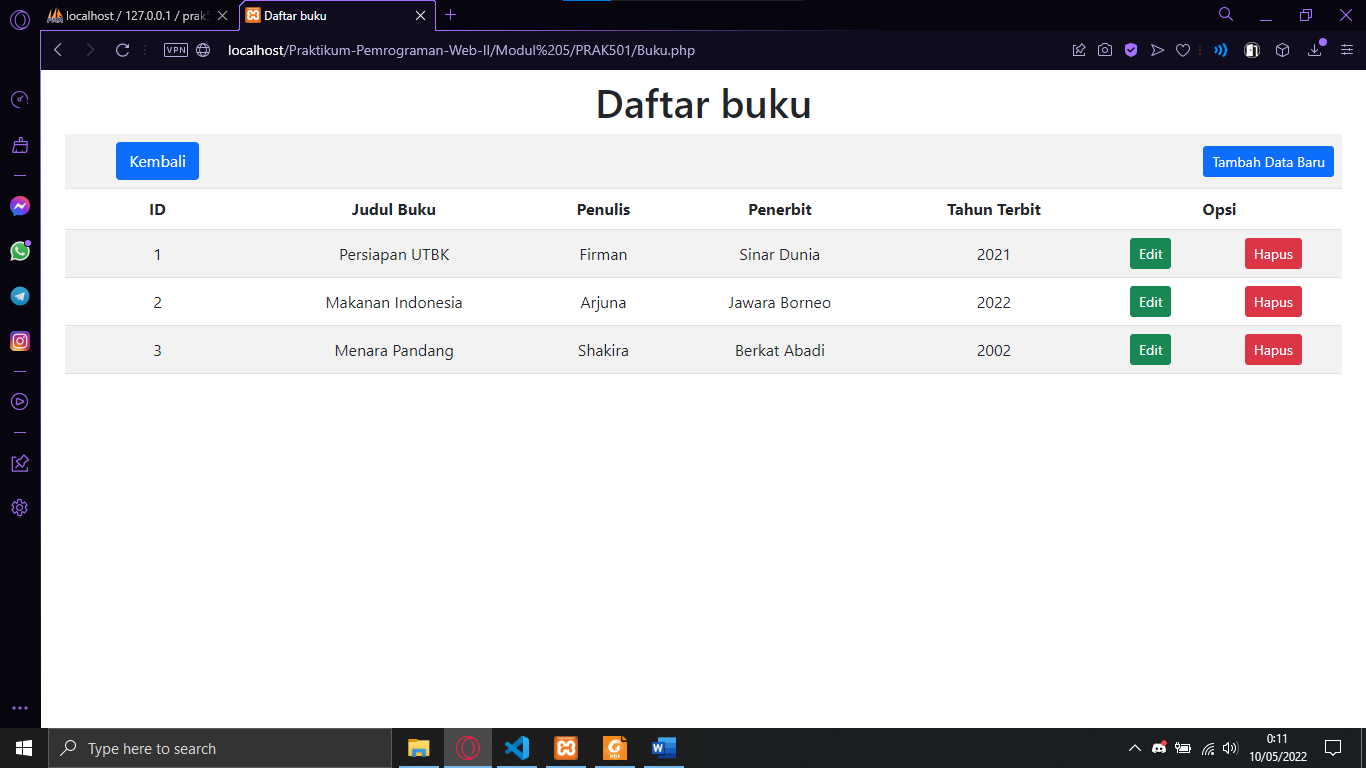 localhost / 127.0.0.1 / prak5
Daftar buku
VPN
localhost/Praktikum-Pemrograman-Web-II/Modul%205/PRAK501/Buku.php
Daftar buku
Kembali
Tambah Data Baru
ID Judul Buku Penulis Penerbit Tahun Terbit Opsi
1 Persiapan UTBK Firman Sinar Dunia 2021 Edit Hapus
2 Makanan Indonesia Arjuna Jawara Borneo 2022 Edit Hapus
3 Menara Pandang Shakira Berkat Abadi 2002 Edit Hapus
Type here to search
PDF
0:11
10/05/2022